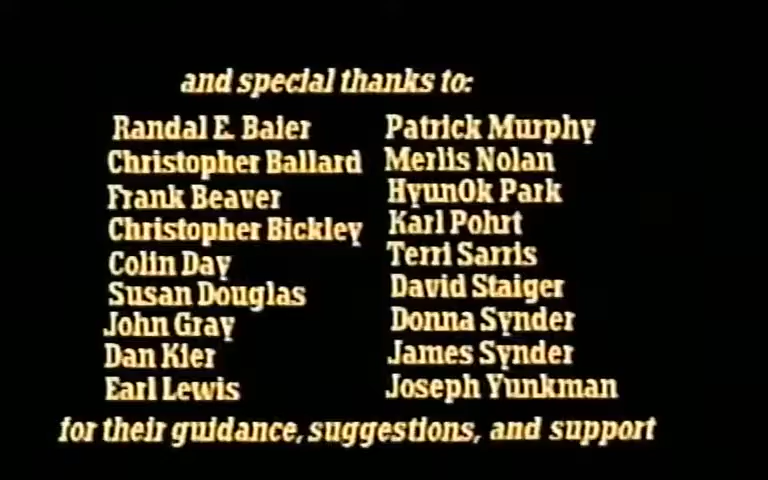 and special thanks to:
Randal E. Baier
Christopher Ballard
Frank Beaver
Christopher Bickley
Colin Day
Susan Douglas
John Gray
Dan Kier
Earl Lewis
Patrick Murphy
Merlis Nolan
HyunOk Park
Karl Pohrt
Terri Sarris
David Staiger
Donna Synder
James Synder
Joseph Yunkman
for their guidance, suggestions, and support